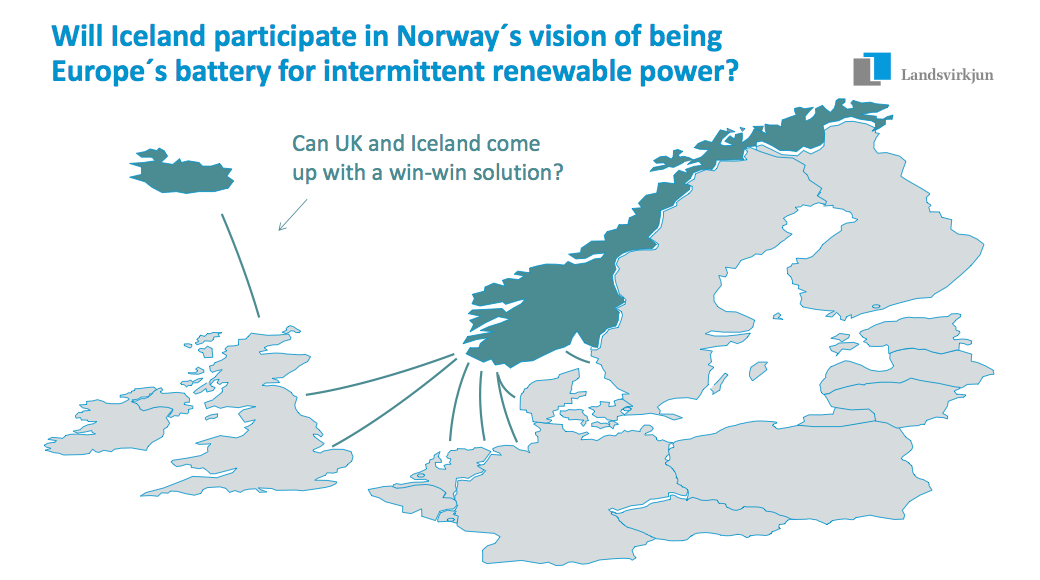 Will Iceland participate in Norway´s vision of being
Europe´s battery for intermittent renewable power?
Landsvirkjun
Can UK and Iceland come
up with a win-win solution?